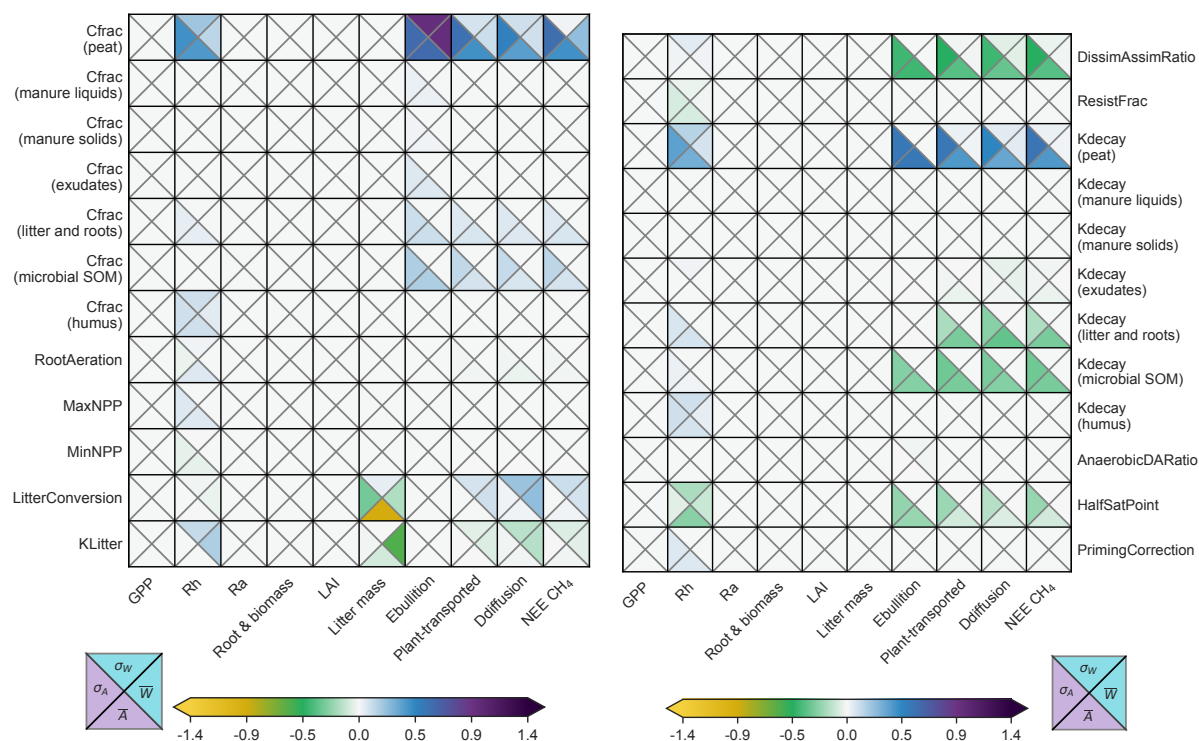 Cfrac
(peat)
Cfrac
(manure liquids)
Cfrac
(manure solids)
Cfrac
(exudates)
Cfrac
(litter and roots)
Cfrac
(microbial SOM)
Cfrac
(humus)
RootAeration
MaxNPP
MinNPP
LitterConversion
KLitter
GPP
Rh
Ra
Root & biomass
LAI
Litter mass
Ebullition
Plant-transported
Ddiffusion
NEE CH₄
σ_W
σ_A
W̅
A̅
-1.4 -0.9 -0.5 0.0 0.5 0.9 1.4
DissimAssimRatio
ResistFrac
Kdecay
(peat)
Kdecay
(manure liquids)
Kdecay
(manure solids)
Kdecay
(exudates)
Kdecay
(litter and roots)
Kdecay
(microbial SOM)
Kdecay
(humus)
AnaerobicDARatio
HalfSatPoint
PrimingCorrection
GPP
Rh
Ra
Root & biomass
LAI
Litter mass
Ebullition
Plant-transported
Ddiffusion
NEE CH₄
-1.4 -0.9 -0.5 0.0 0.5 0.9 1.4
σ_W
σ_A
W̅
A̅